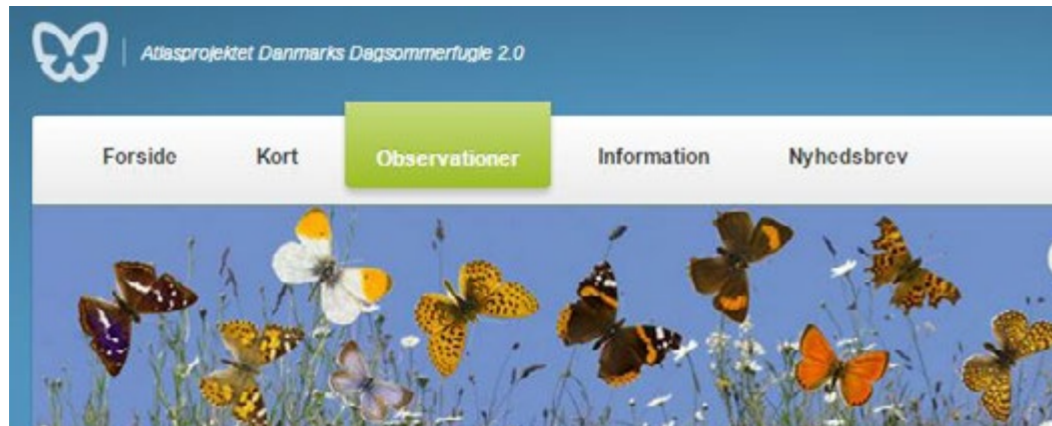 Atlasprojektet Danmarks Dagsommerfugle 2.0
Forside Kort Observationer Information Nyhedsbrev